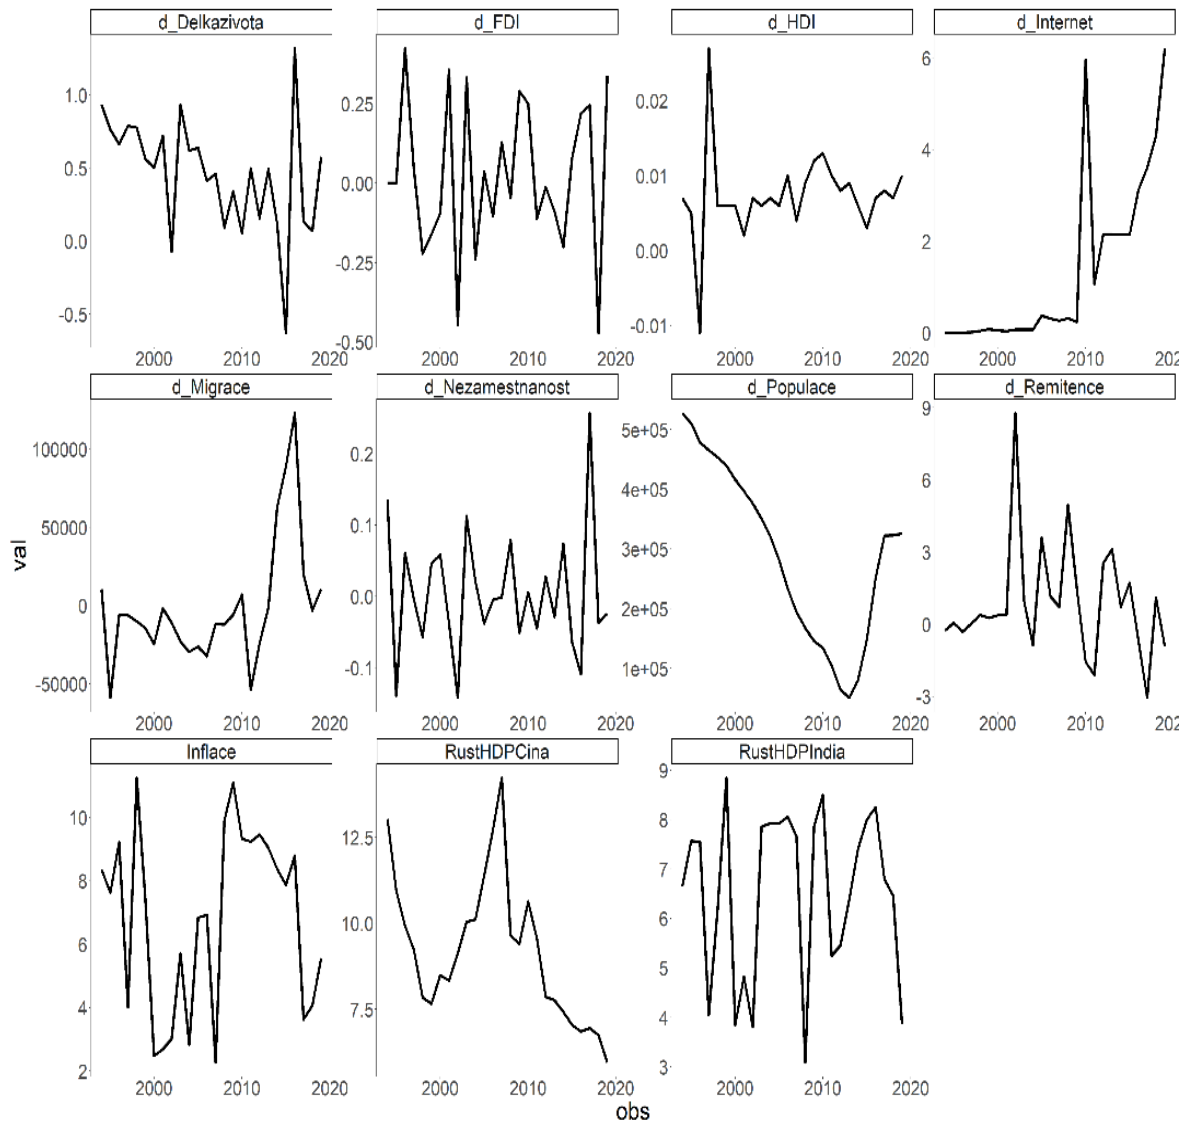 d_Delkazivota d_FDI d_HDI d_Internet
1.0
0.5
0.0
-0.5
0.25
0.00
-0.25
-0.50
0.02
0.01
0.00
-0.01
6
4
2
0
2000 2010 2020
2000 2010 2020
2000 2010 2020
2000 2010 202
d_Migrace d_Nezamestnanost d_Populace d_Remitence
100000
50000
0
-50000
0.2
0.1
0.0
-0.1
5e+05
4e+05
3e+05
2e+05
1e+05
9
6
3
0
-3
2000 2010 2020
2000 2010 2020
2000 2010 2020
2000 2010 202
Inflace RustHDPCina RustHDPIndia
10
8
6
4
2
12.5
10.0
7.5
9
8
7
6
5
4
3
2000 2010 2020
2000 2010 2020
2000 2010 2020
val
obs